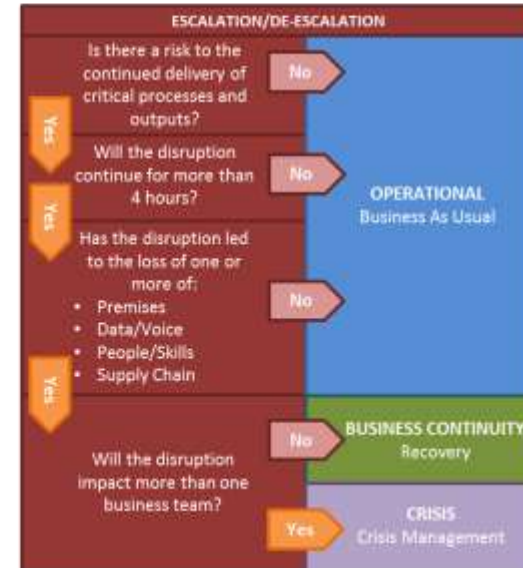 ESCALATION/DE-ESCALATION
Is there a risk to the
continued delivery of
critical processes and
outputs?
No
Yes
Will the disruption
continue for more than
4 hours?
No
OPERATIONAL
Business As Usual
Yes
Has the disruption led
to the loss of one or
more of:
• Premises
• Data/Voice
• People/Skills
• Supply Chain
No
Yes
Will the disruption
impact more than one
business team?
No
BUSINESS CONTINUITY
Recovery
Yes
CRISIS
Crisis Management